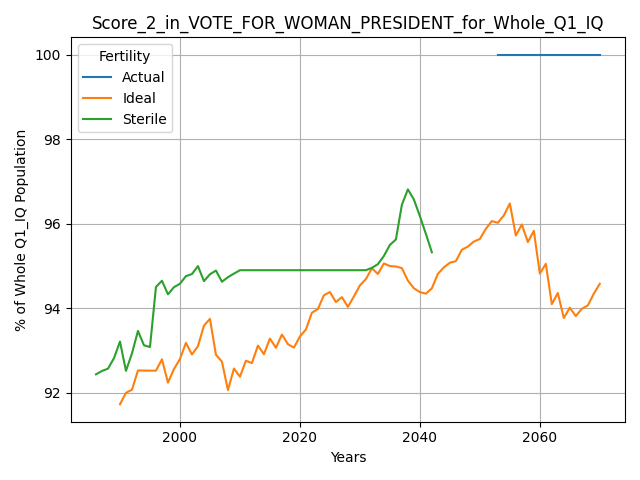 Score_2_in_VOTE_FOR_WOMAN_PRESIDENT_for_Whole_Q1_IQ
Fertility
Actual
Ideal
Sterile
% of Whole Q1_IQ Population
100
98
96
94
92
2000
2020
2040
2060
Years